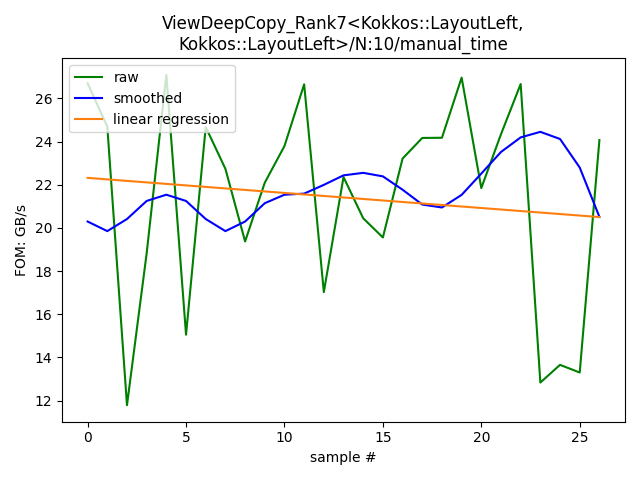 ViewDeepCopy_Rank7<Kokkos::LayoutLeft,
Kokkos::LayoutLeft>/N:10/manual_time
raw
smoothed
linear regression
FOM: GB/s
26
24
22
20
18
16
14
12
0
5
10
15
20
25
sample #